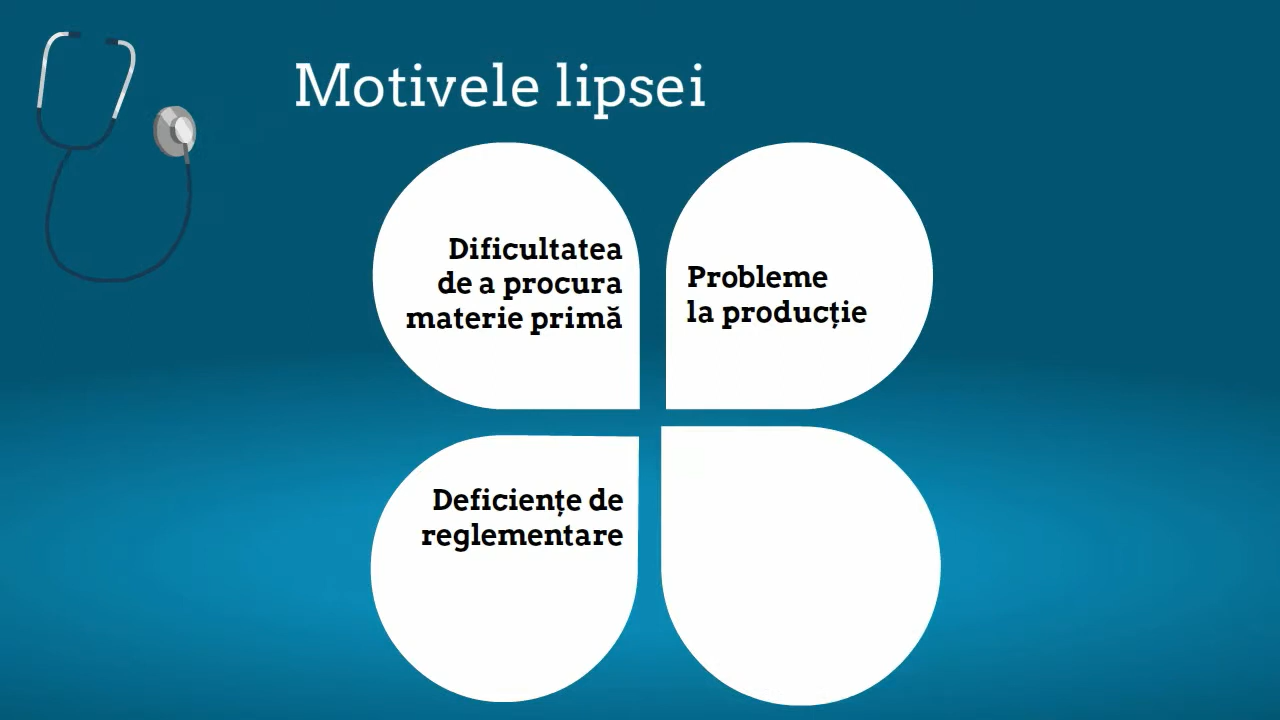 Motivele lipsei
Dificultatea
de a procura
materie primă
Probleme
la producție
Deficiențe de
reglementare